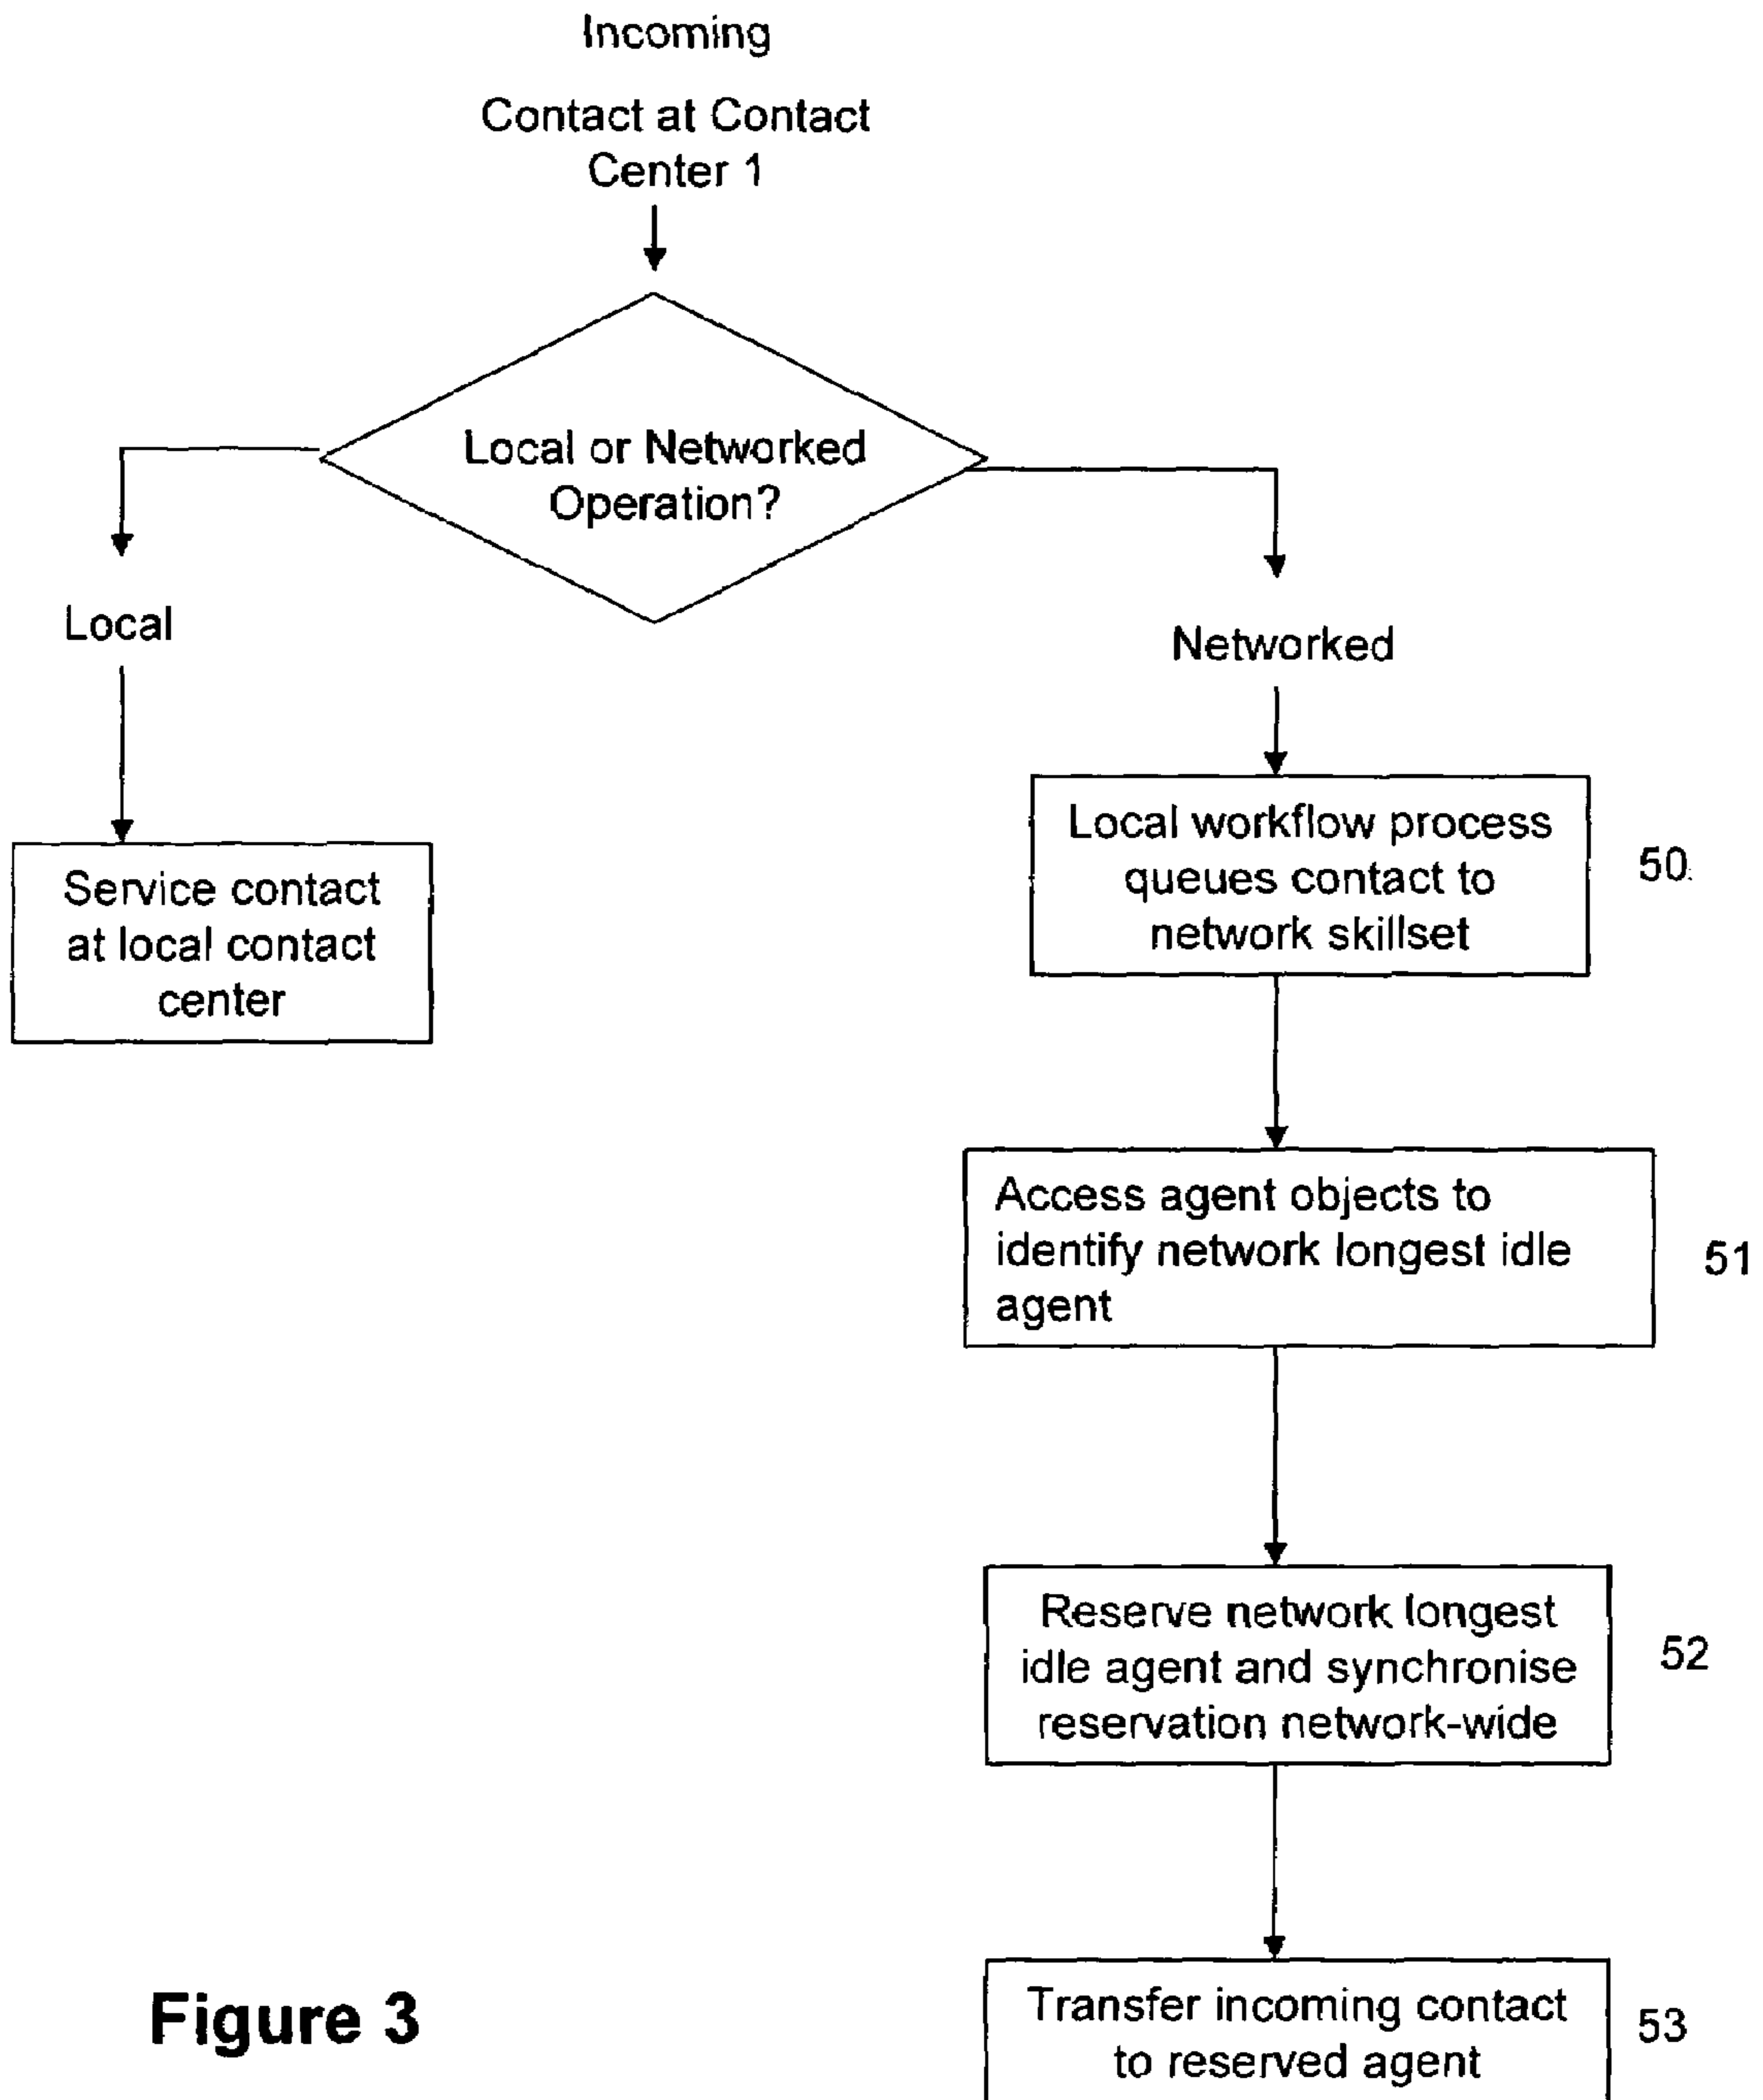 Incoming
Contact at Contact
Center 1
Local or Networked
Operation?
Local
Networked
Service contact
at local contact
center
Local workflow process
queues contact to
network skillset
50
Access agent objects to
identify network longest idle
agent
51
Reserve network longest
idle agent and synchronise
reservation network-wide
52
Transfer incoming contact
to reserved agent
53
Figure 3